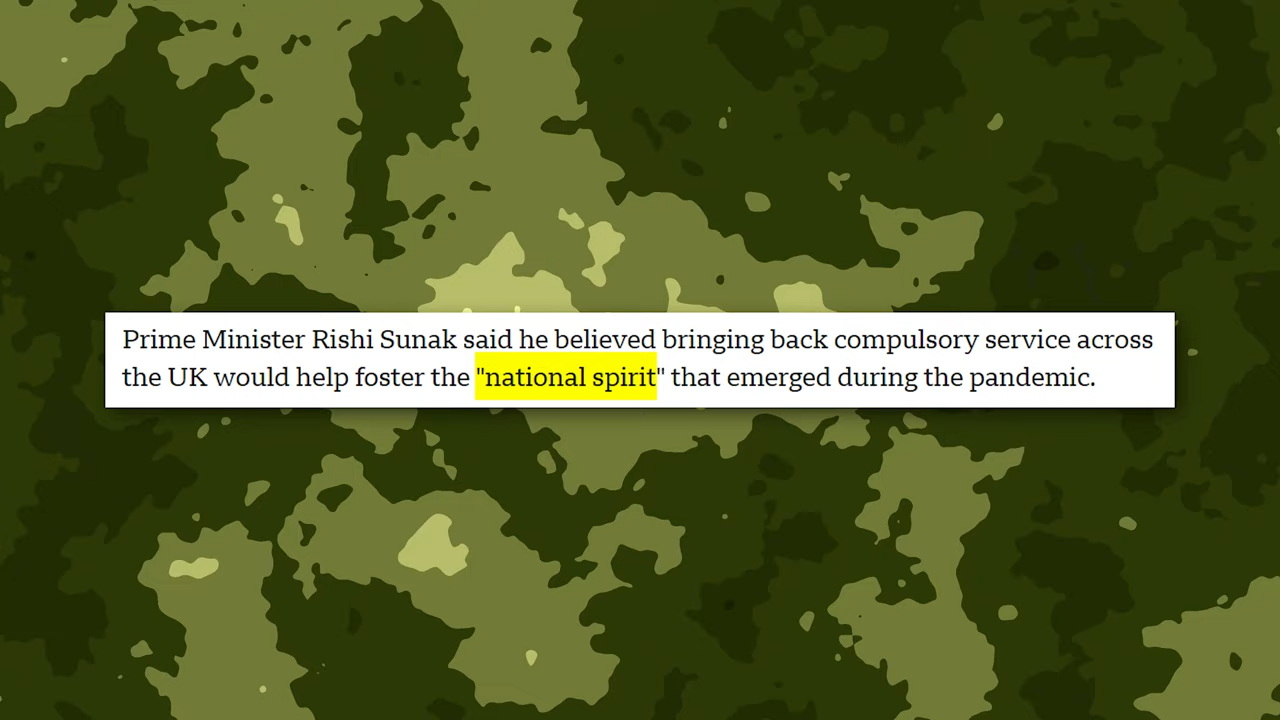 Prime Minister Rishi Sunak said he believed bringing back compulsory service across
the UK would help foster the "national spirit" that emerged during the pandemic.